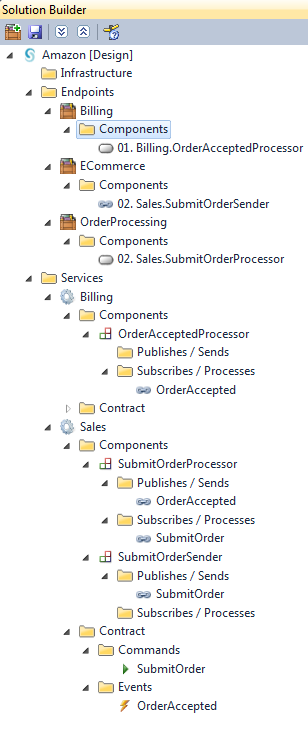 Solution Builder
Amazon [Design]
Infrastructure
Endpoints
Billing
Components
01. Billing.OrderAcceptedProcessor
ECommerce
Components
02. Sales.SubmitOrderSender
OrderProcessing
Components
02. Sales.SubmitOrderProcessor
Services
Billing
Components
OrderAcceptedProcessor
Publishes / Sends
Subscribes / Processes
OrderAccepted
Contract
Sales
Components
SubmitOrderProcessor
Publishes / Sends
OrderAccepted
Subscribes / Processes
SubmitOrder
SubmitOrderSender
Publishes / Sends
SubmitOrder
Subscribes / Processes
Contract
Commands
SubmitOrder
Events
OrderAccepted